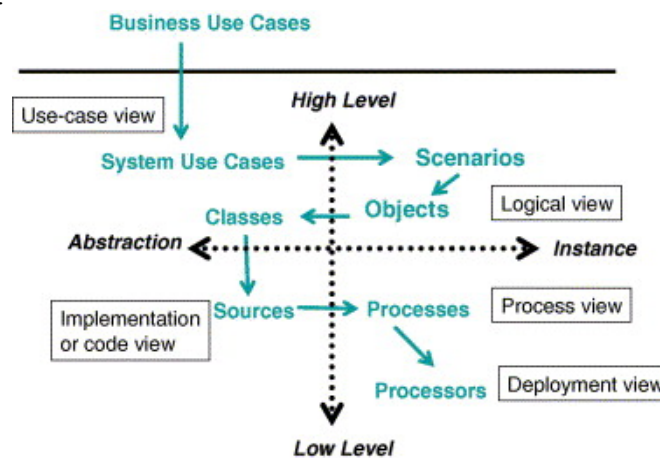 Business Use Cases
High Level
Use-case view
System Use Cases
Scenarios
Classes
Objects
Logical view
Abstraction
Instance
Sources
Processes
Process view
Implementation
or code view
Processors
Deployment view
Low Level